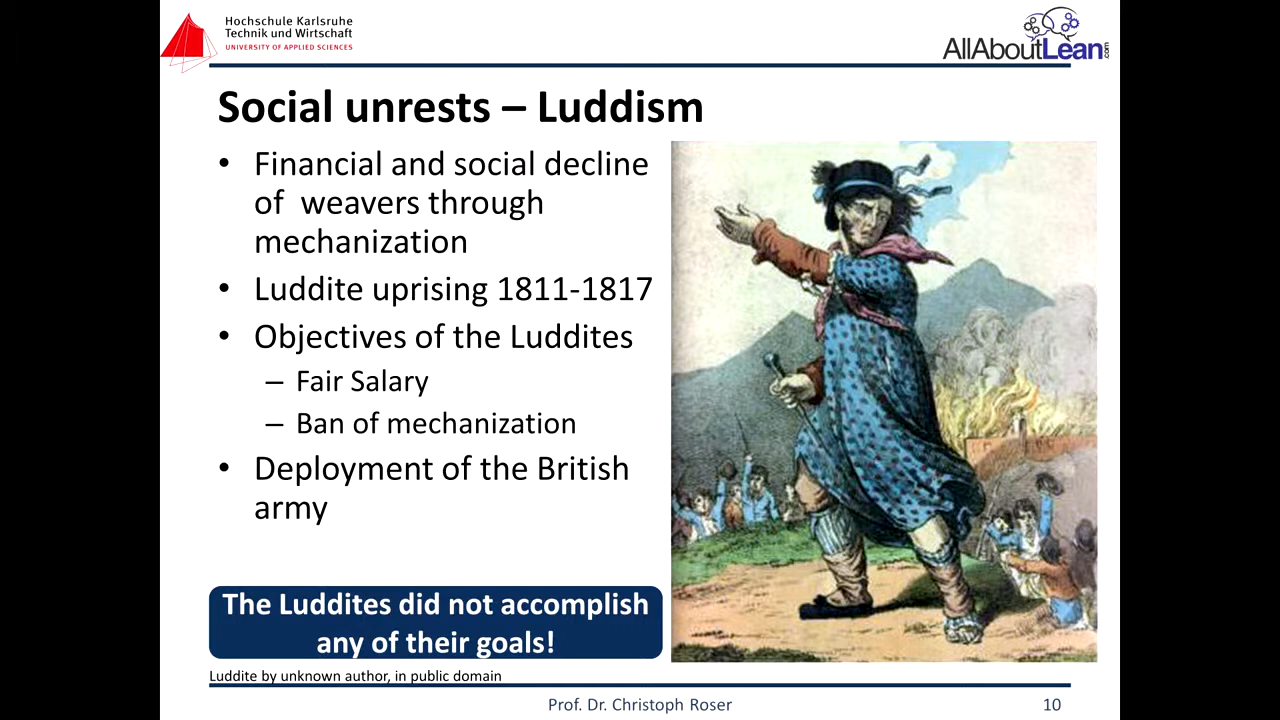 Hochschule Karlsruhe
Technik und Wirtschaft
UNIVERSITY OF APPLIED SCIENCES
AllAboutLean.com
Social unrests – Luddism
• Financial and social decline
of weavers through
mechanization
• Luddite uprising 1811-1817
• Objectives of the Luddites
– Fair Salary
– Ban of mechanization
• Deployment of the British
army
The Luddites did not accomplish
any of their goals!
Luddite by unknown author, in public domain
Prof. Dr. Christoph Roser
10